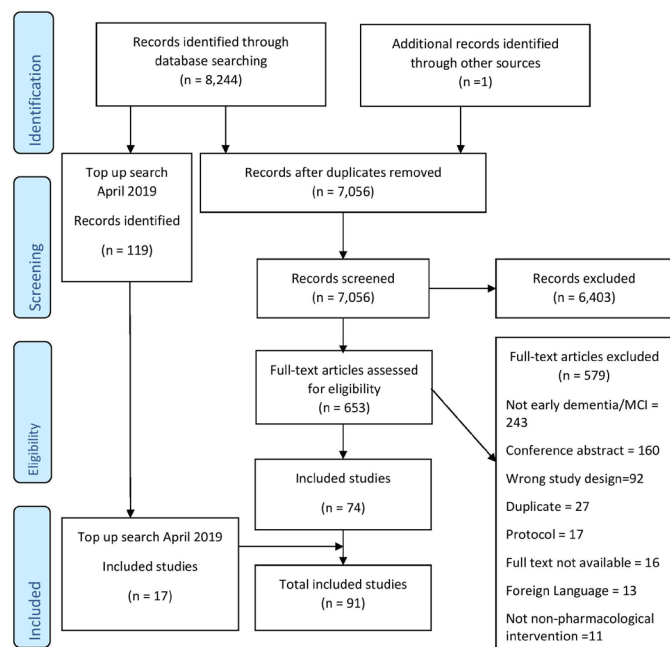 Identification
Records identified through
database searching
(n = 8,244)
Additional records identified
through other sources
(n =1)
Screening
Top up search
April 2019
Records identified
(n = 119)
Records after duplicates removed
(n = 7,056)
Records screened
(n = 7,056)
Records excluded
(n = 6,403)
Eligibility
Full-text articles assessed
for eligibility
(n = 653)
Full-text articles excluded
(n = 579)
Not early dementia/MCI =
243
Conference abstract = 160
Wrong study design=92
Duplicate = 27
Protocol = 17
Full text not available = 16
Foreign Language = 13
Not non-pharmacological
intervention =11
Included studies
(n = 74)
Included
Top up search April 2019
Included studies
(n = 17)
Total included studies
(n = 91)